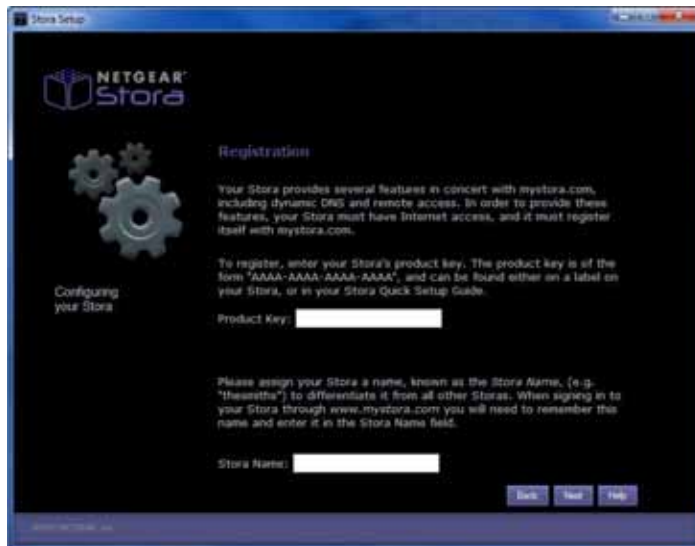 Stora Setup
NETGEAR
Stora
Registration
Your Stora provides several features in concert with mystora.com,
including dynamic DNS and remote access. In order to provide these
features, your Stora must have Internet access, and it must register
itself with mystora.com.
To register, enter your Stora's product key. The product key is of the
form "AAAA-AAAA-AAAA-AAAA", and can be found either on a label on
your Stora, or in your Stora Quick Setup Guide.
Configuring
your Stora
Product Key:
Please assign your Stora a name, known as the Stora Name, (e.g.
"thesmiths") to differentiate it from all other Storas. When signing in to
your Stora through www.mystora.com you will need to remember this
name and enter it in the Stora Name field.
Stora Name:
Back Next Help